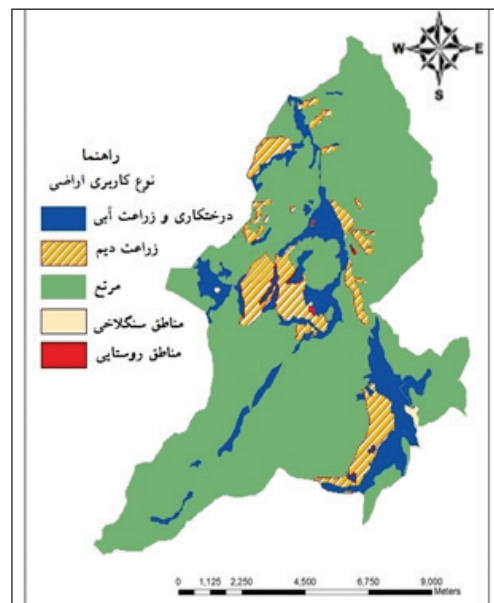 N
W E
S
راهنما
نوع کاربری اراضی
درختکاری و زراعت آبی
زراعت دیم
مرتع
مناطق سنگلاخی
مناطق روستایی
0 1,125 2,250 4,500 6,750 9,000
Meters